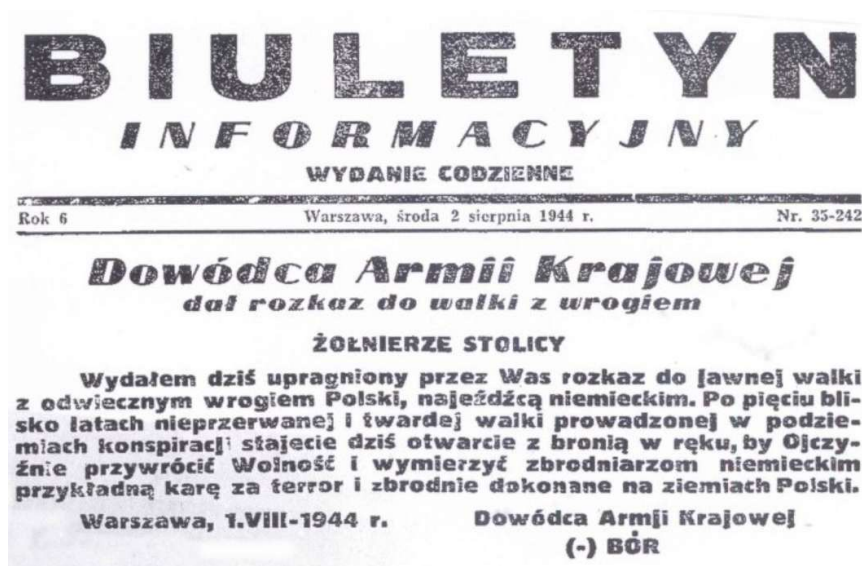 BIULETYN
INFORMACYJNY
WYDANIE CODZIENNE
Rok 6 Warszawa, środa 2 sierpnia 1944 r. Nr. 35-242
Dowódca Armii Krajowej
dał rozkaz do walki z wrogiem
ŻOŁNIERZE STOLICY
Wydałem dziś upragniony przez Was rozkaz do jawnej walki
z odwiecznym wrogiem Polski, najeźdźcą niemieckim. Po pięciu bli-
sko latach nieprzerwanej i twardej walki prowadzonej w podzie-
miach konspiracji stajecie dziś otwarcie z bronią w ręku, by Ojczy-
źnie przywrócić Wolność i wymierzyć zbrodniarzom niemieckim
przykładną karę za terror i zbrodnie dokonane na ziemiach Polski.
Warszawa, 1.VIII-1944 r. Dowódca Armji Krajowej
(-) BÓR